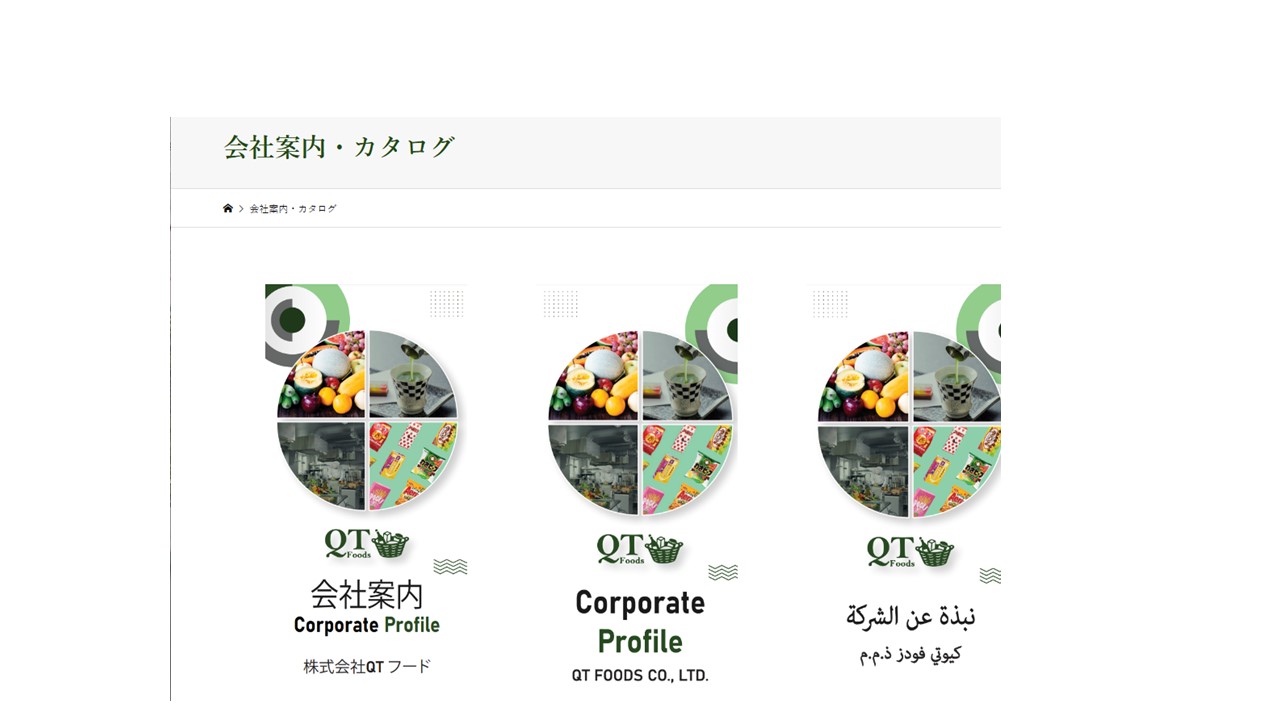 会社案内・カタログ
会社案内・カタログ
QT Foods
会社案内
Corporate Profile
株式会社QT フード
QT Foods
Corporate
Profile
QT FOODS CO., LTD.
QT Foods
نبذة عن الشركة
كيوتي فودز ذ.م.م